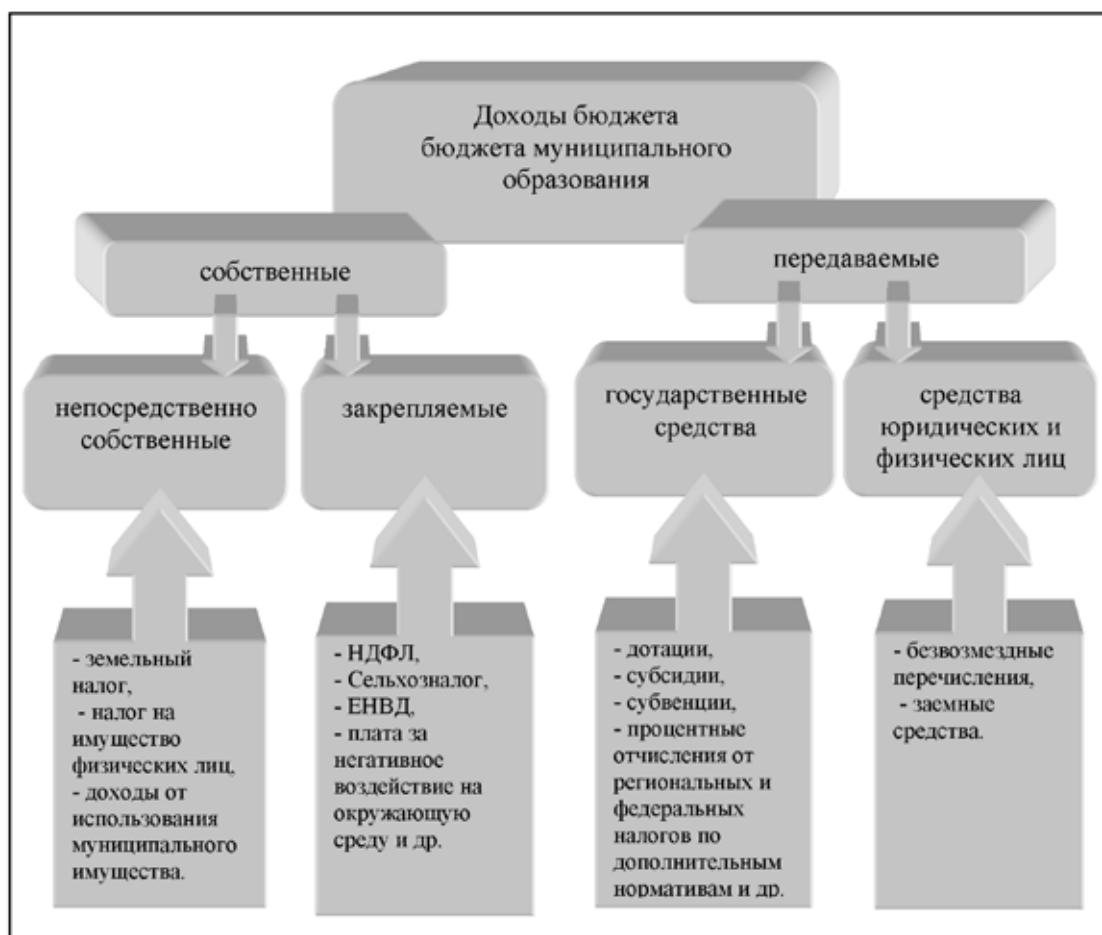 Доходы бюджета
бюджета муниципального
образования
собственные
передаваемые
непосредственно
собственные
закрепляемые
государственные
средства
средства
юридических и
физических лиц
- земельный
налог,
- налог на
имущество
физических лиц,
- доходы от
использования
муниципального
имущества.
- НДФЛ,
- Сельхозналог,
- ЕНВД,
- плата за
негативное
воздействие на
окружающую
среду и др.
- дотации,
- субсидии,
- субвенции,
- процентные
отчисления от
региональных и
федеральных
налогов по
дополнительным
нормативам и др.
- безвозмездные
перечисления,
- заемные
средства.